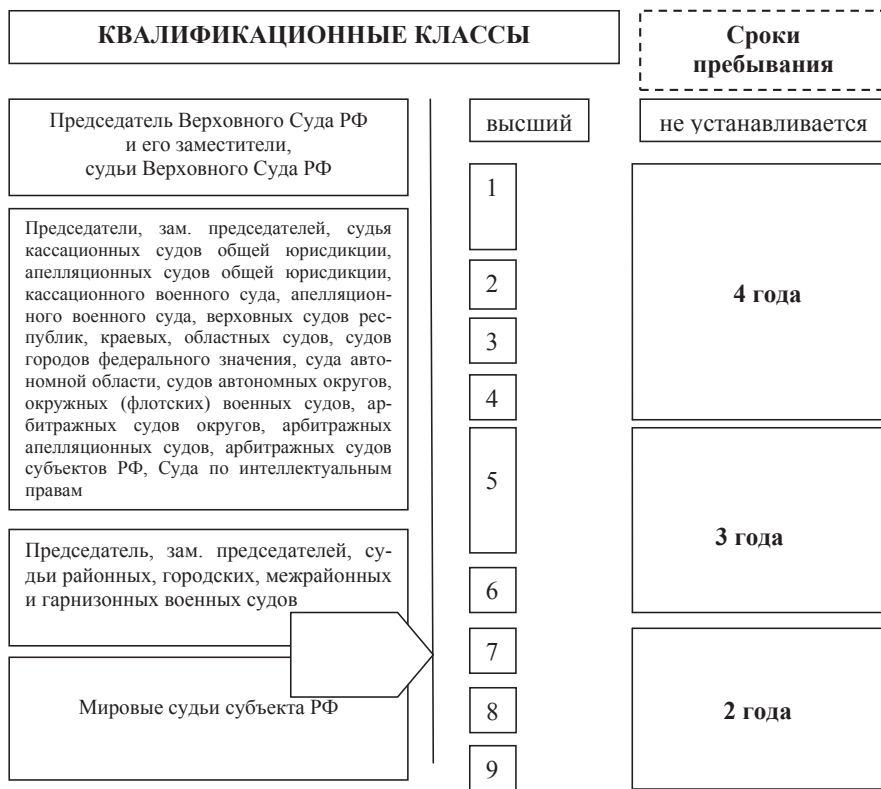 КВАЛИФИКАЦИОННЫЕ КЛАССЫ
Сроки
пребывания
Председатель Верховного Суда РФ
и его заместители,
судьи Верховного Суда РФ
высший
не устанавливается
Председатели, зам. председателей, судья
кассационных судов общей юрисдикции,
апелляционных судов общей юрисдикции,
кассационного военного суда, апелляцион-
ного военного суда, верховных судов рес-
публик, краевых, областных судов, судов
городов федерального значения, суда авто-
номной области, судов автономных округов,
окружных (флотских) военных судов, ар-
битражных судов округов, арбитражных
апелляционных судов, арбитражных судов
субъектов РФ, Суда по интеллектуальным
правам
Председатель, зам. председателей, су-
дьи районных, городских, межрайонных
и гарнизонных военных судов
Мировые судьи субъекта РФ
1
2
3
4
5
6
7
8
9
4 года
3 года
2 года